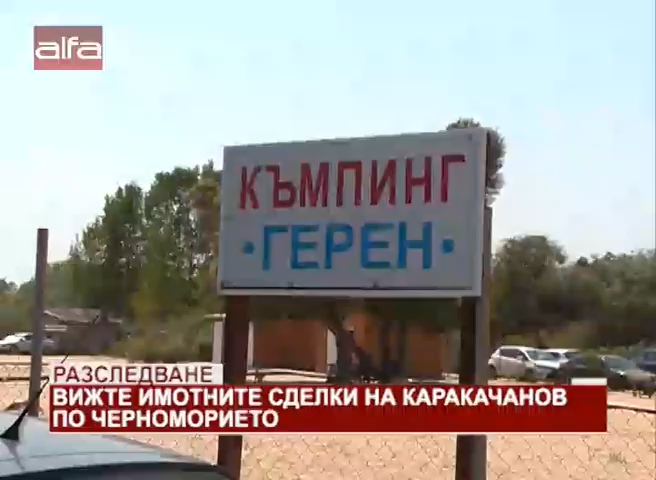 alfa
КЪМПИНГ
•ГЕРЕН•
РАЗСЛЕДВАНЕ
ВИЖТЕ ИМОТНИТЕ СДЕЛКИ НА КАРАКАЧАНОВ
ПО ЧЕРНОМОРИЕТО